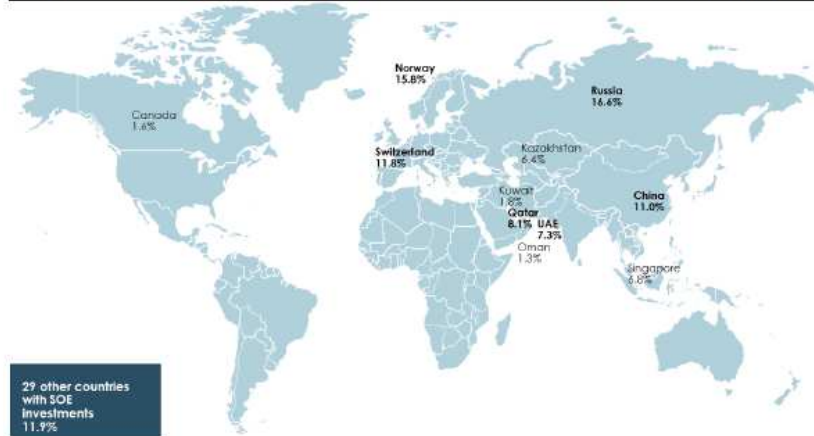 Norway
15.8%
Russia
16.6%
Canada
1.6%
Switzerland
11.8%
Kazakhstan
6.4%
Kuwait
1.8%
China
11.0%
Qatar
8.1%
UAE
7.3%
Oman
1.3%
Singapore
6.8%
29 other countries
with SOE
investments
11.9%